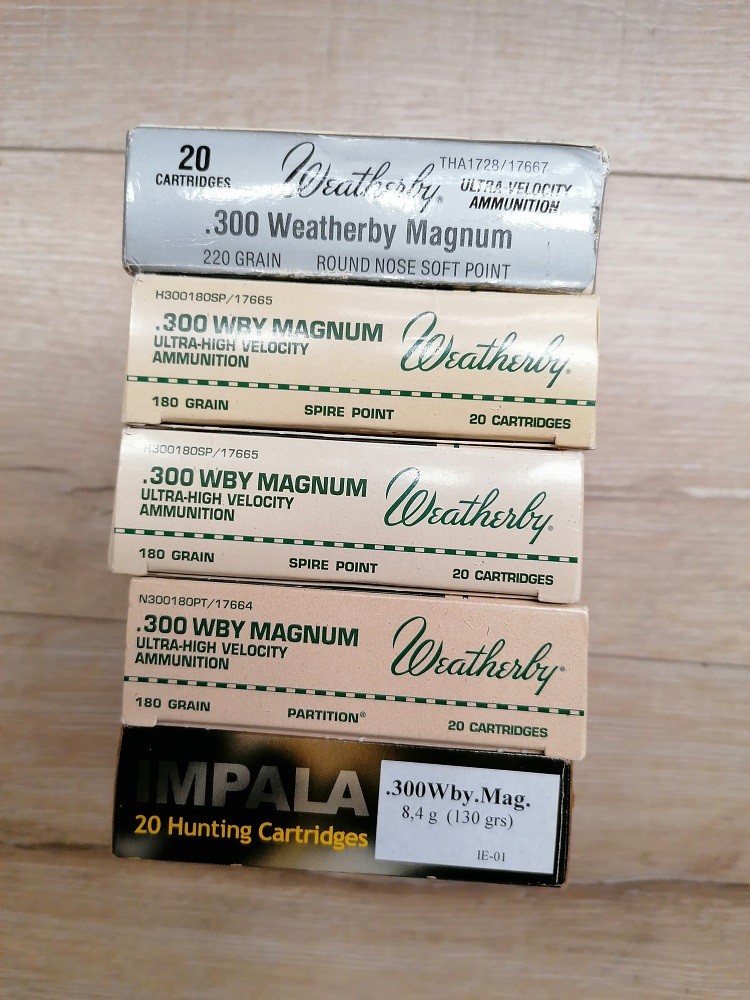 20
CARTRIDGES
Weatherby®
THA1728/17667
ULTRA-VELOCITY
AMMUNITION
.300 Weatherby Magnum
220 GRAIN ROUND NOSE SOFT POINT
H300180SP/17665
.300 WBY MAGNUM
ULTRA-HIGH VELOCITY
AMMUNITION
Weatherby®
180 GRAIN SPIRE POINT 20 CARTRIDGES
H300180SP/17665
.300 WBY MAGNUM
ULTRA-HIGH VELOCITY
AMMUNITION
Weatherby®
180 GRAIN SPIRE POINT 20 CARTRIDGES
N300180PT/17664
.300 WBY MAGNUM
ULTRA-HIGH VELOCITY
AMMUNITION
Weatherby®
180 GRAIN PARTITION® 20 CARTRIDGES
IMPALA
20 Hunting Cartridges
.300Wby.Mag.
8,4 g (130 grs)
IE-01